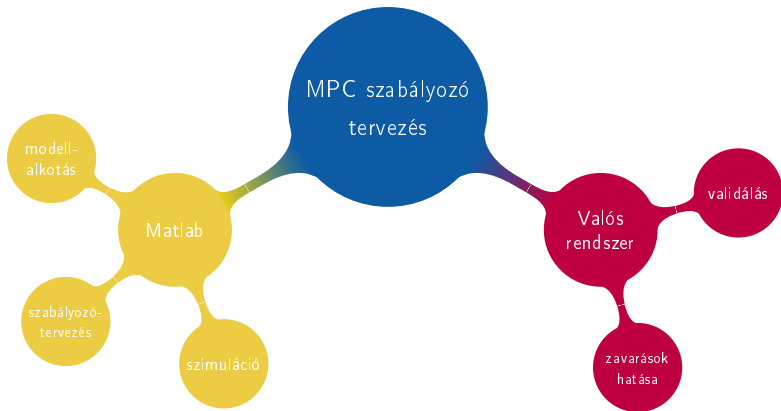 MPC szabályozó
tervezés
modell-
alkotás
Matlab
szabályozó-
tervezés
szimuláció
Valós
rendszer
validálás
zavarások
hatása